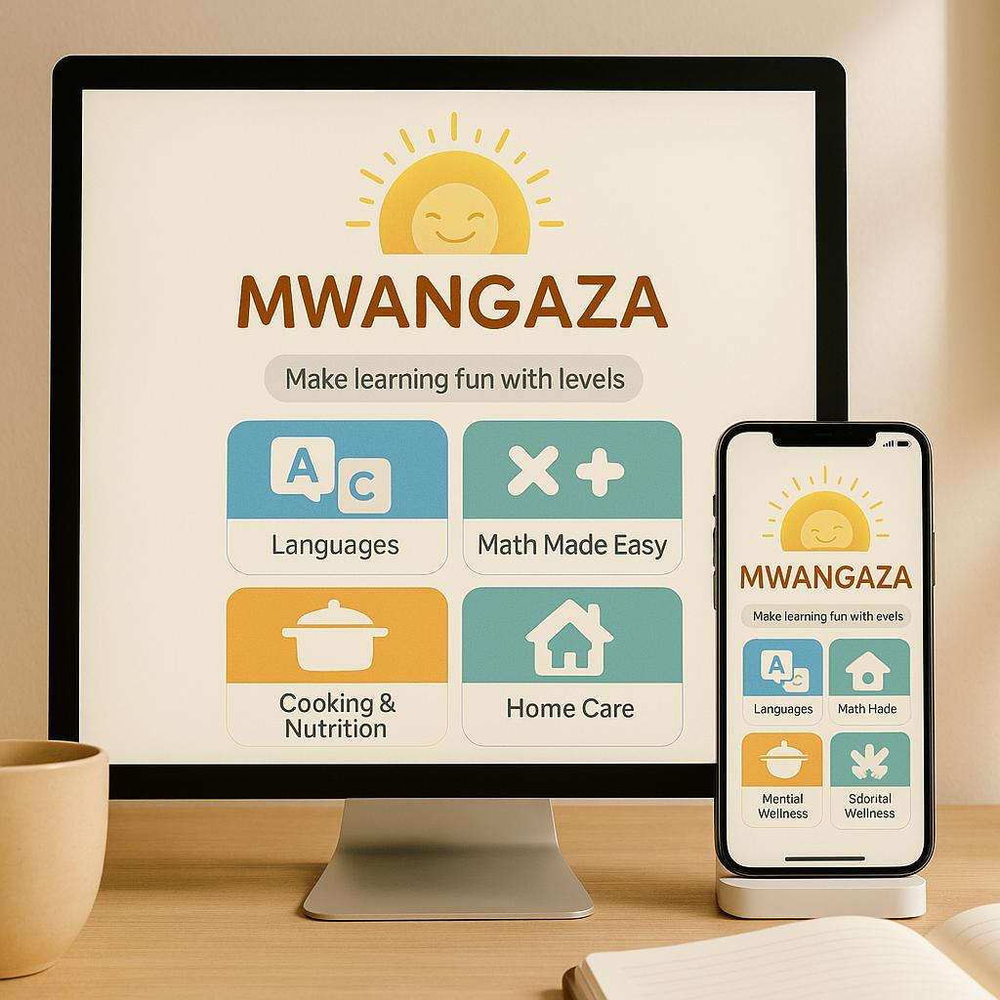 MWANGAZA
Make learning fun with levels
A
C
Languages
Math Made Easy
Cooking &
Nutrition
Home Care
MWANGAZA
Make learning fun with evels
A
C
Languages
Math Hade
Mential
Wellness
Sdorital
Wellness